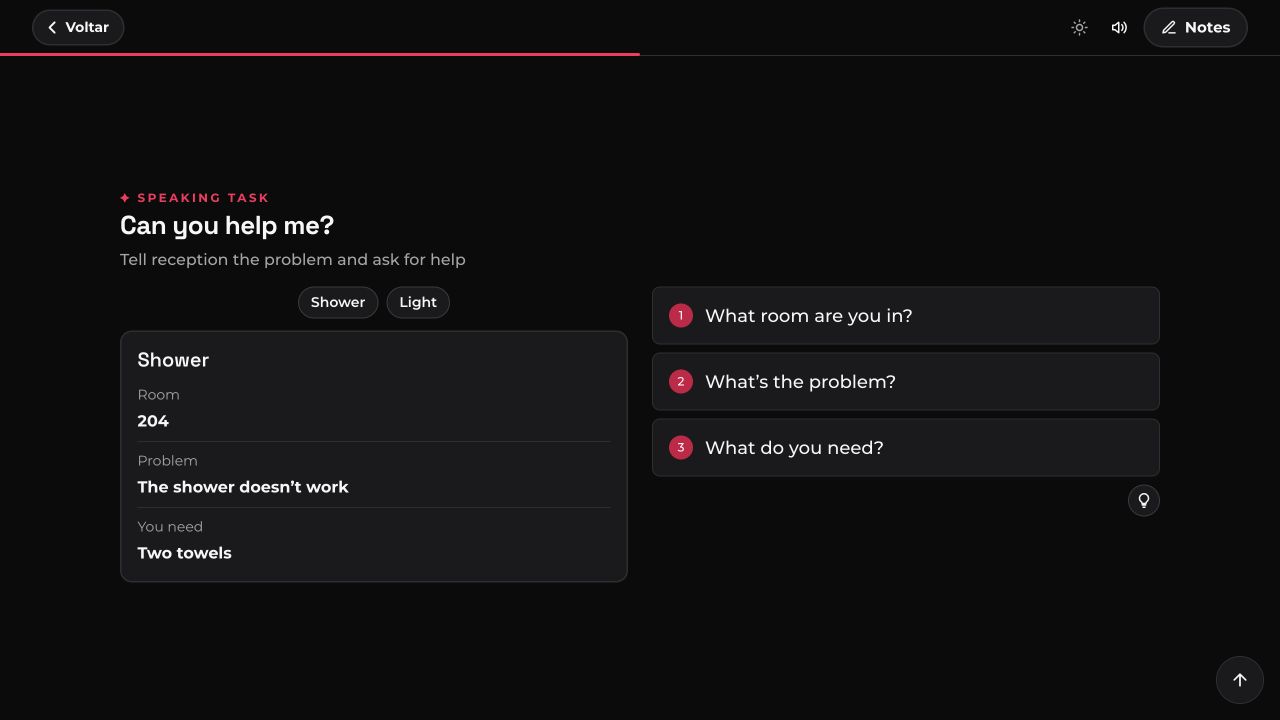 Voltar
Notes
SPEAKING TASK
Can you help me?
Tell reception the problem and ask for help
Shower
Light
Shower
Room
204
Problem
The shower doesn’t work
You need
Two towels
1 What room are you in?
2 What’s the problem?
3 What do you need?